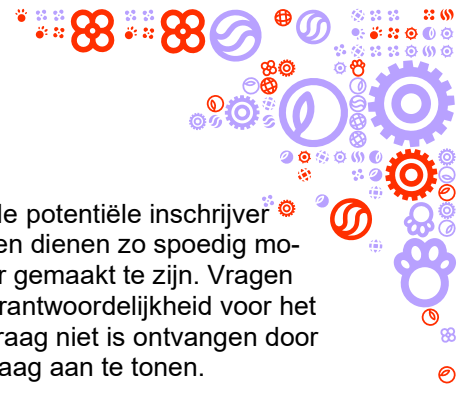 le potentiële inschrijver
en dienen zo spoedig mo-
r gemaakt te zijn. Vragen
rantwoordelijkheid voor het
raag niet is ontvangen door
aag aan te tonen.